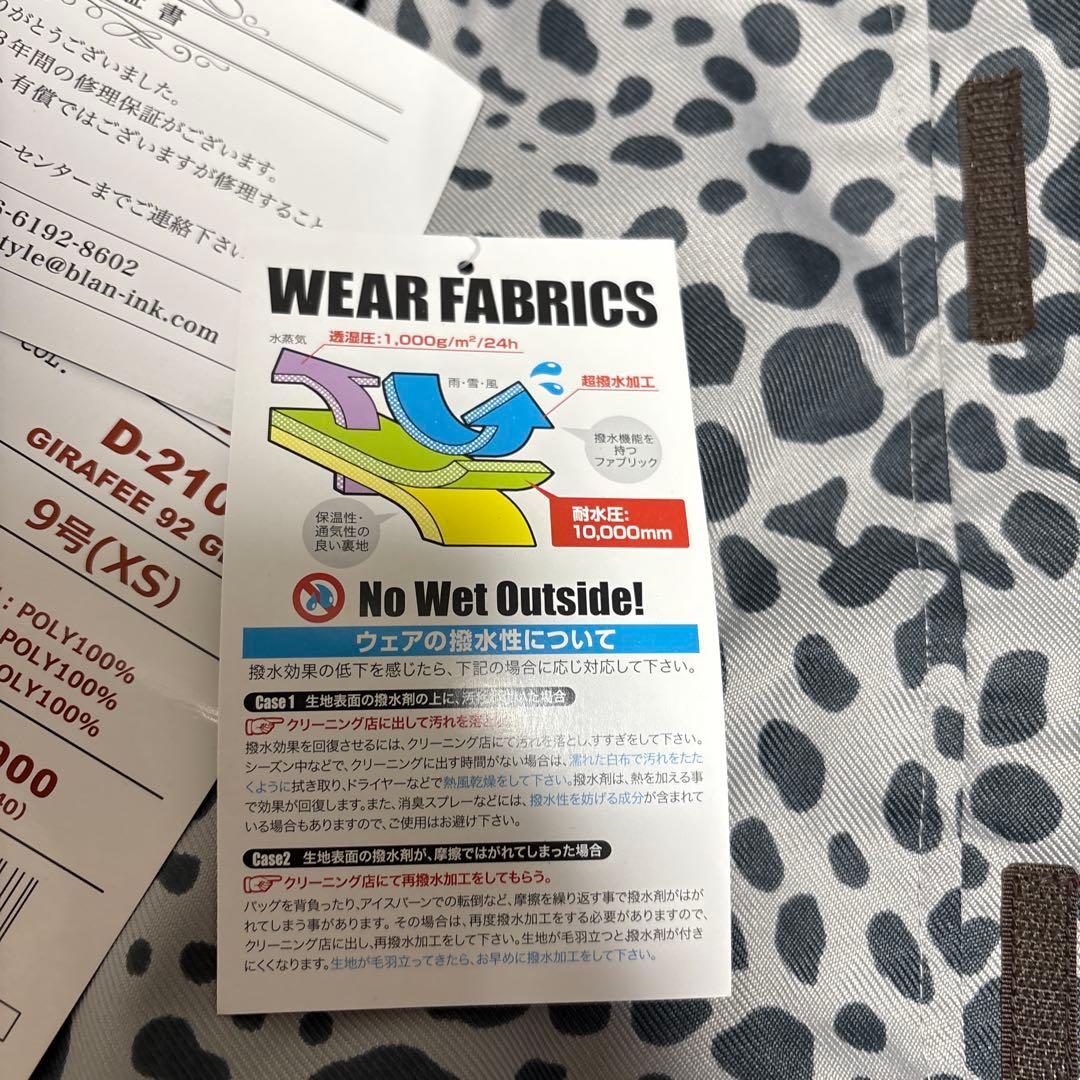 証書
りがとうございました。
3年間の修理保証がございます。
、有償ではございますが修理すること
ーセンターまでご連絡下さい
6-6192-8602
tyle@blan-ink.com
COL.
D-210
GIRAFEE 92 G
9号(XS)
: POLY100%
POLY100%
OLY100%
000
40)
WEAR FABRICS
水蒸気
透湿圧:1,000g/m²/24h
雨・雪・風
超撥水加工
撥水機能を
持つ
ファブリック
耐水圧:
10,000mm
保温性・
通気性の
良い裏地
No Wet Outside!
ウェアの撥水性について
撥水効果の低下を感じたら、下記の場合に応じ対応して下さい。
Case1 生地表面の撥水剤の上に、汚れが付いた場合
クリーニング店に出して汚れを落と
撥水効果を回復させるには、クリーニング店にて汚れを落とし、すすぎをして下さい。
シーズン中などで、クリーニングに出す時間がない場合は、濡れた白布で汚れをたた
くように拭き取り、ドライヤーなどで熱風乾燥をして下さい。撥水剤は、熱を加える事
で効果が回復します。また、消臭スプレーなどには、撥水性を妨げる成分が含まれて
いる場合もありますので、ご使用はお避け下さい。
Case2 生地表面の撥水剤が、摩擦ではがれてしまった場合
クリーニング店にて再撥水加工をしてもらう。
バッグを背負ったり、アイスバーンでの転倒など、摩擦を繰り返す事で撥水剤がはが
れてしまう事があります。その場合は、再度撥水加工をする必要がありますので、
クリーニング店に出し、再撥水加工をして下さい。生地が毛羽立つと、撥水剤が付き
にくくなります。生地が毛羽立ってきたら、お早めに撥水加工をして下さい。